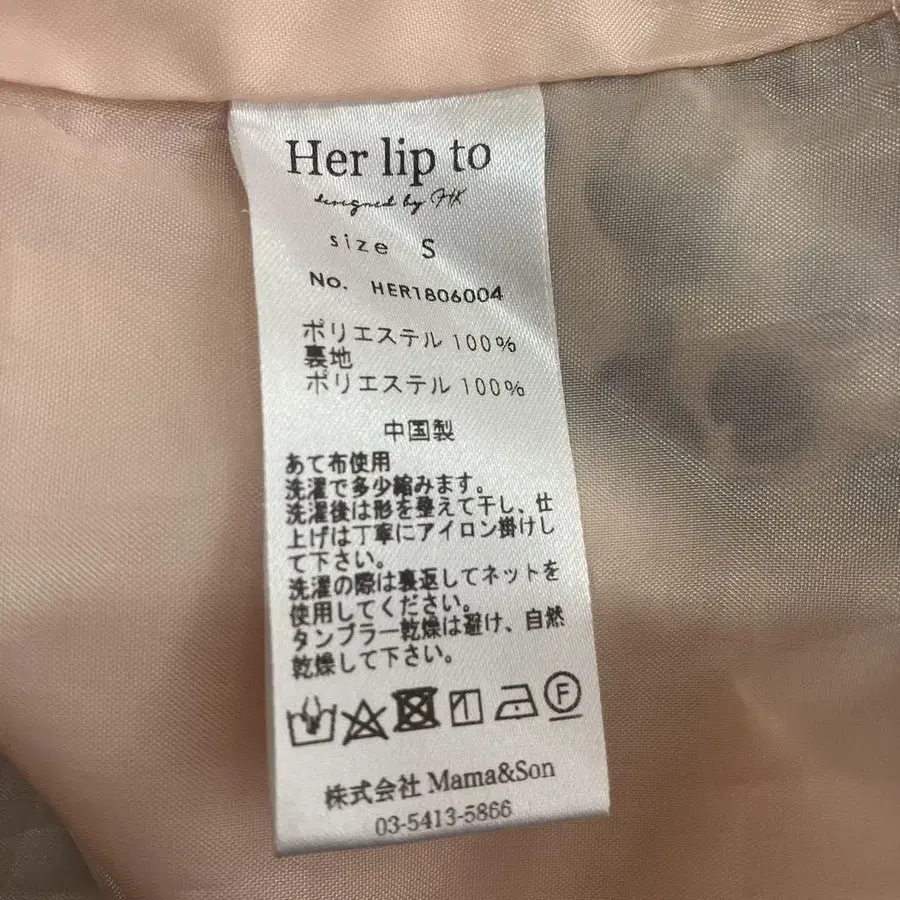 Her lip to
designed by HK
size S
No. HER1806004
ポリエステル 100%
裏地
ポリエステル 100%
中国製
あて布使用
洗濯で多少縮みます。
洗濯後は形を整えて干し、仕
上げは丁寧にアイロン掛けし
て下さい。
洗濯の際は裏返してネットを
使用してください。
タンブラー乾燥は避け、自然
乾燥して下さい。
F
株式会社 Mama&Son
03-5413-5866